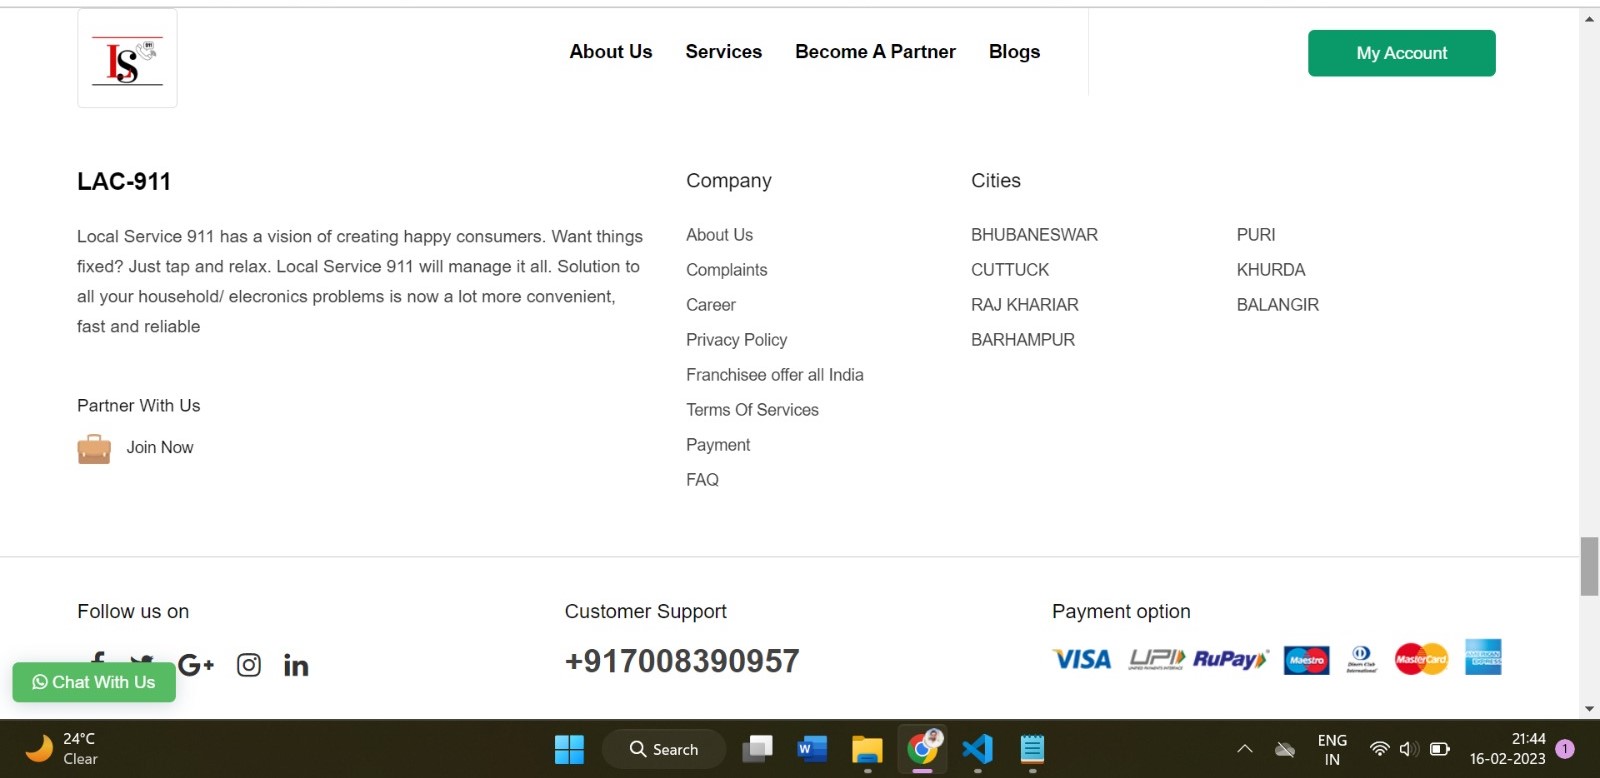 LS
911
About Us
Services
Become A Partner
Blogs
My Account
LAC-911
Local Service 911 has a vision of creating happy consumers. Want things
fixed? Just tap and relax. Local Service 911 will manage it all. Solution to
all your household/ elecronics problems is now a lot more convenient,
fast and reliable
Partner With Us
Join Now
Company
About Us
Complaints
Career
Privacy Policy
Franchisee offer all India
Terms Of Services
Payment
FAQ
Cities
BHUBANESWAR
CUTTUCK
RAJ KHARIAR
BARHAMPUR
PURI
KHURDA
BALANGIR
Follow us on
G+
in
Chat With Us
Customer Support
+917008390957
Payment option
VISA
UPI
RuPay
Maestro
Diners Club
International
MasterCard
AMERICAN
EXPRESS
24°C
Clear
Search
W
ENG
IN
21:44
16-02-2023
1